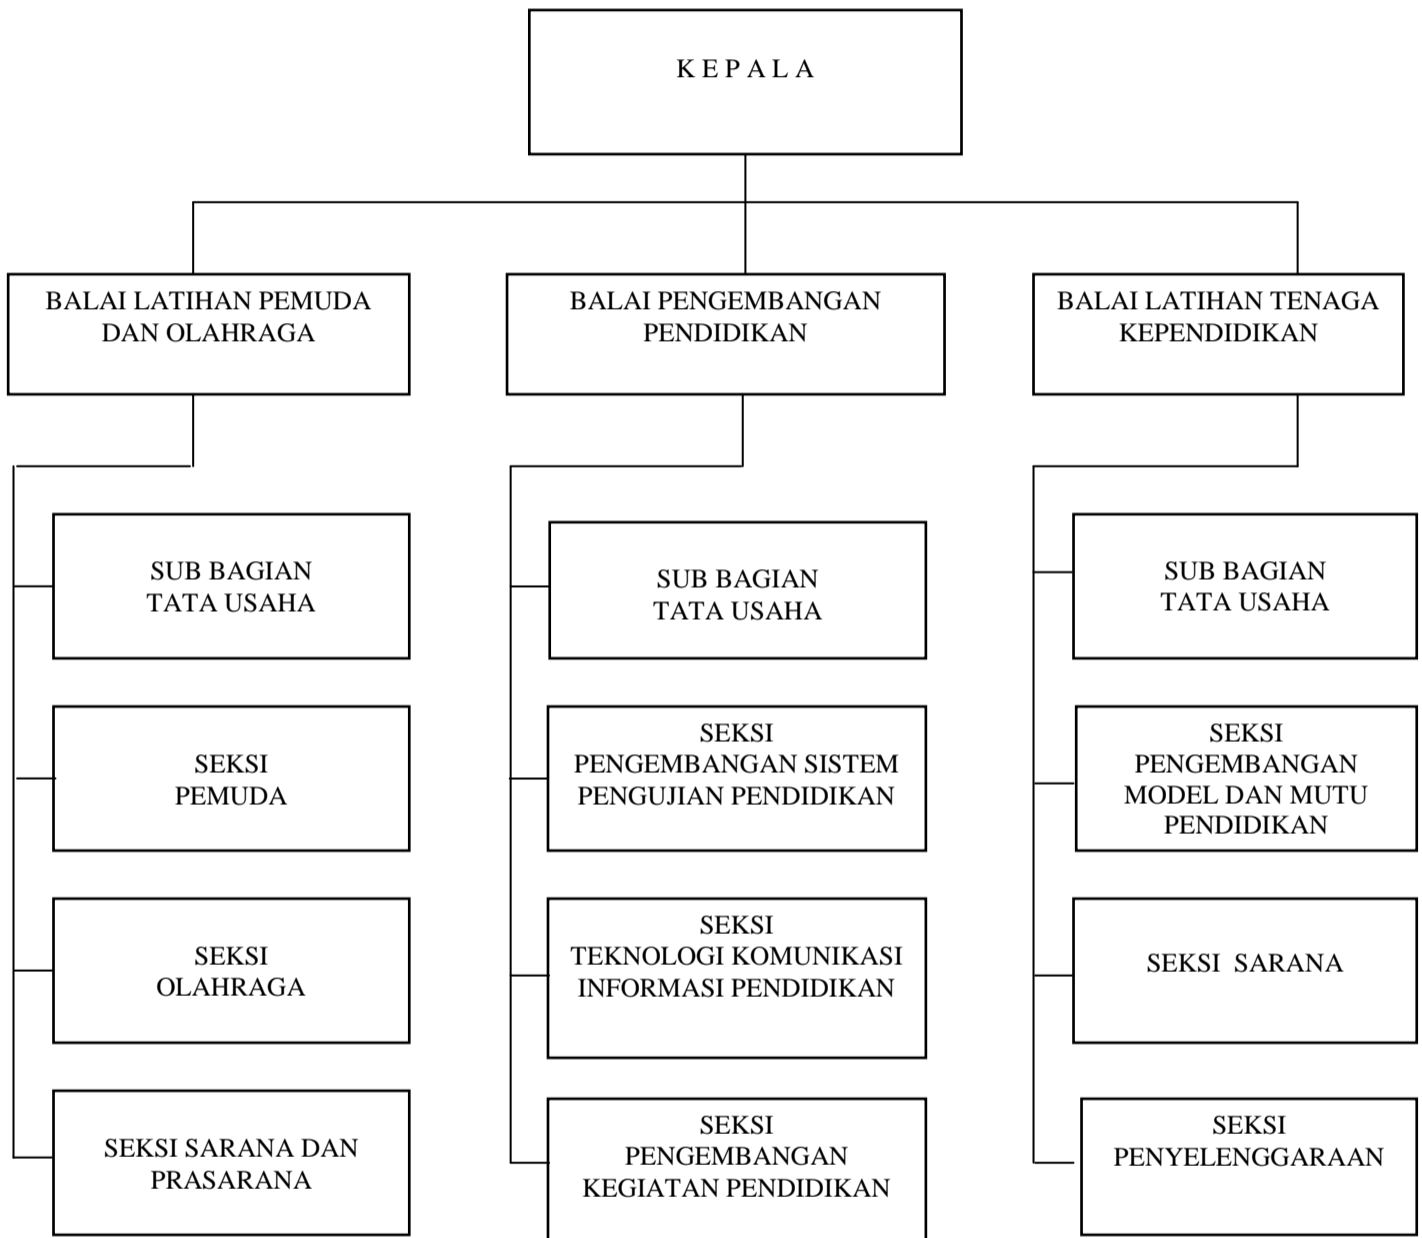 K E P A L A
BALAI LATIHAN PEMUDA
DAN OLAHRAGA
BALAI PENGEMBANGAN
PENDIDIKAN
BALAI LATIHAN TENAGA
KEPENDIDIKAN
SUB BAGIAN
TATA USAHA
SEKSI
PEMUDA
SEKSI
OLAHRAGA
SEKSI SARANA DAN
PRASARANA
SUB BAGIAN
TATA USAHA
SEKSI
PENGEMBANGAN SISTEM
PENGUJIAN PENDIDIKAN
SEKSI
TEKNOLOGI KOMUNIKASI
INFORMASI PENDIDIKAN
SEKSI
PENGEMBANGAN
KEGIATAN PENDIDIKAN
SUB BAGIAN
TATA USAHA
SEKSI
PENGEMBANGAN
MODEL DAN MUTU
PENDIDIKAN
SEKSI  SARANA
SEKSI
PENYELENGGARAAN